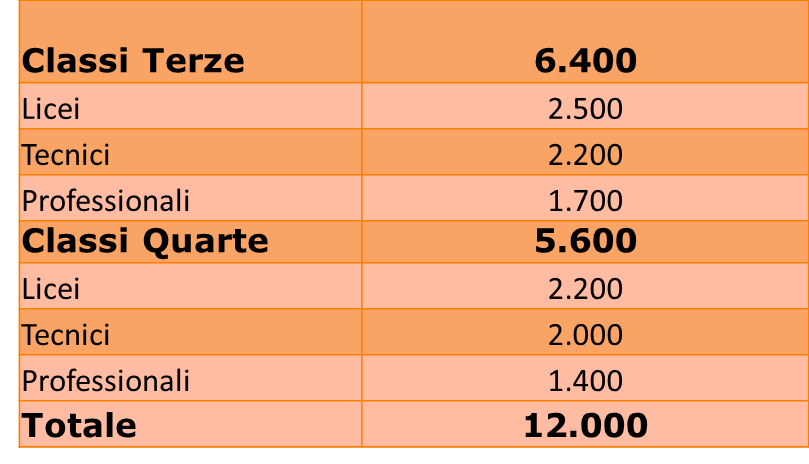 Classi Terze 6.400
Licei 2.500
Tecnici 2.200
Professionali 1.700
Classi Quarte 5.600
Licei 2.200
Tecnici 2.000
Professionali 1.400
Totale 12.000